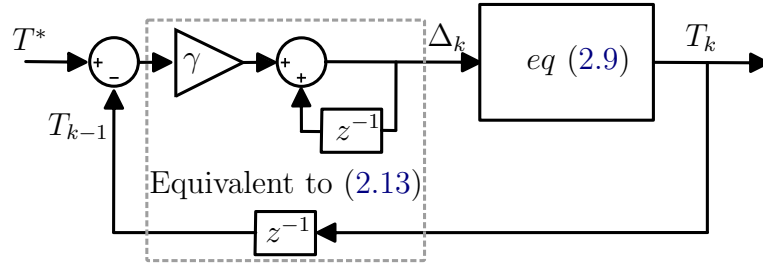 T* + − γ + + Δₖ eq (2.9) Tₖ
z⁻¹
Tₖ₋₁
Equivalent to (2.13)
z⁻¹